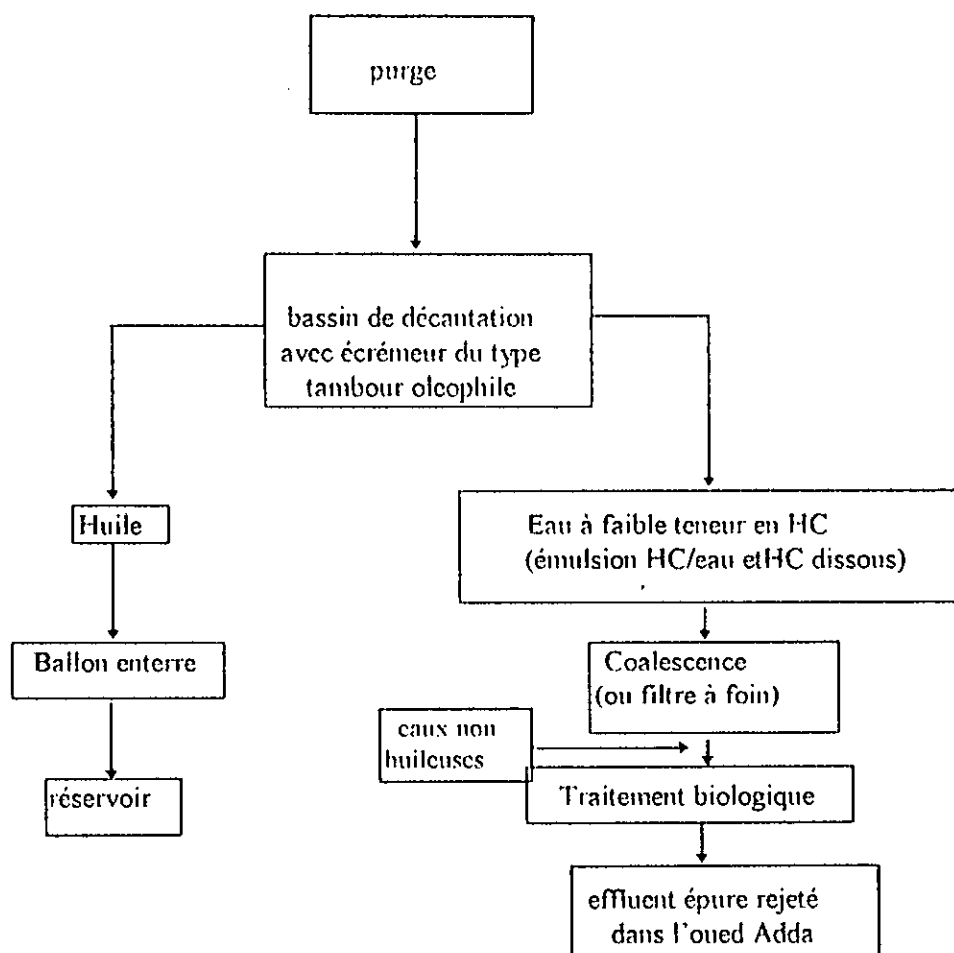 purge
bassin de décantation
avec écrémeur du type
tambour oleophile
Huile
Eau à faible teneur en HC
(émulsion HC/eau etHC dissous)
Ballon enterre
Coalescence
(ou filtre à foin)
eaux non
huileuses
réservoir
Traitement biologique
effluent épure rejeté
dans l'oued Adda